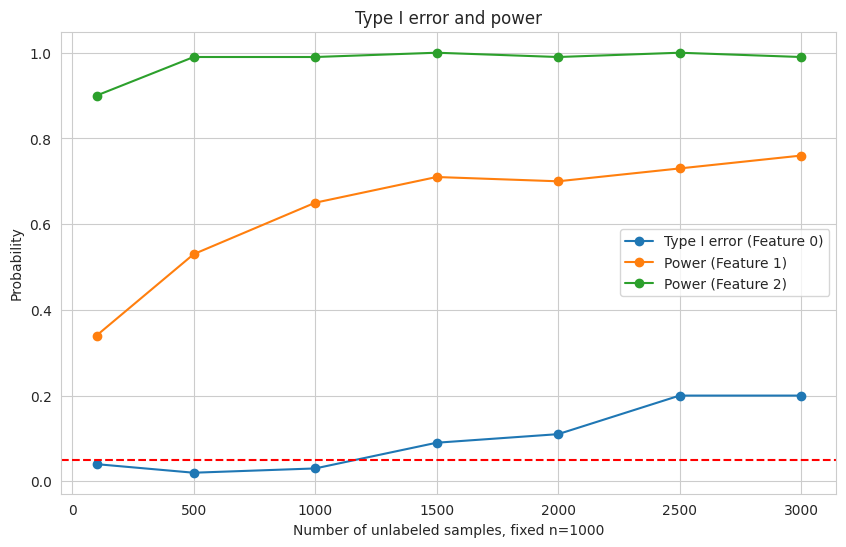 Type I error and power
Probability
1.0
0.8
0.6
0.4
0.2
0.0
Type I error (Feature 0)
Power (Feature 1)
Power (Feature 2)
0 500 1000 1500 2000 2500 3000
Number of unlabeled samples, fixed n=1000